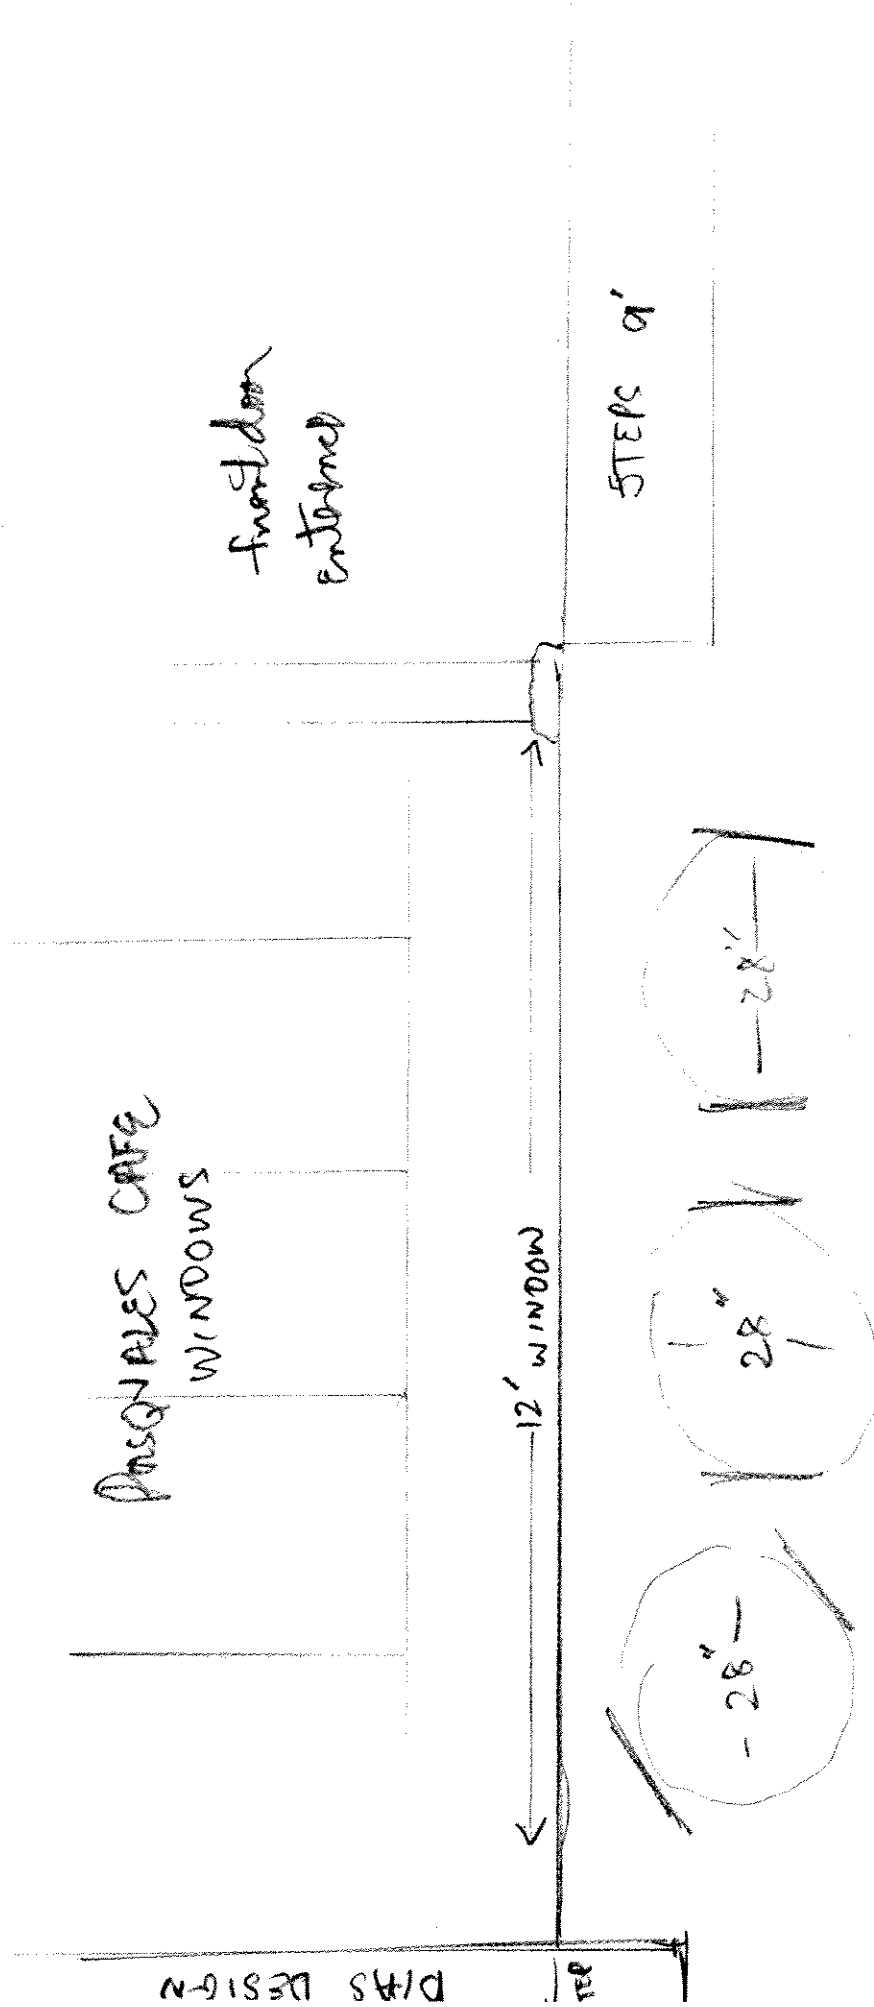 front door
Entrance
STEPS 9'
PASQUALES CAFE
WINDOWS
12' WINDOW
28"
28"
28"
DIAS DESIGN